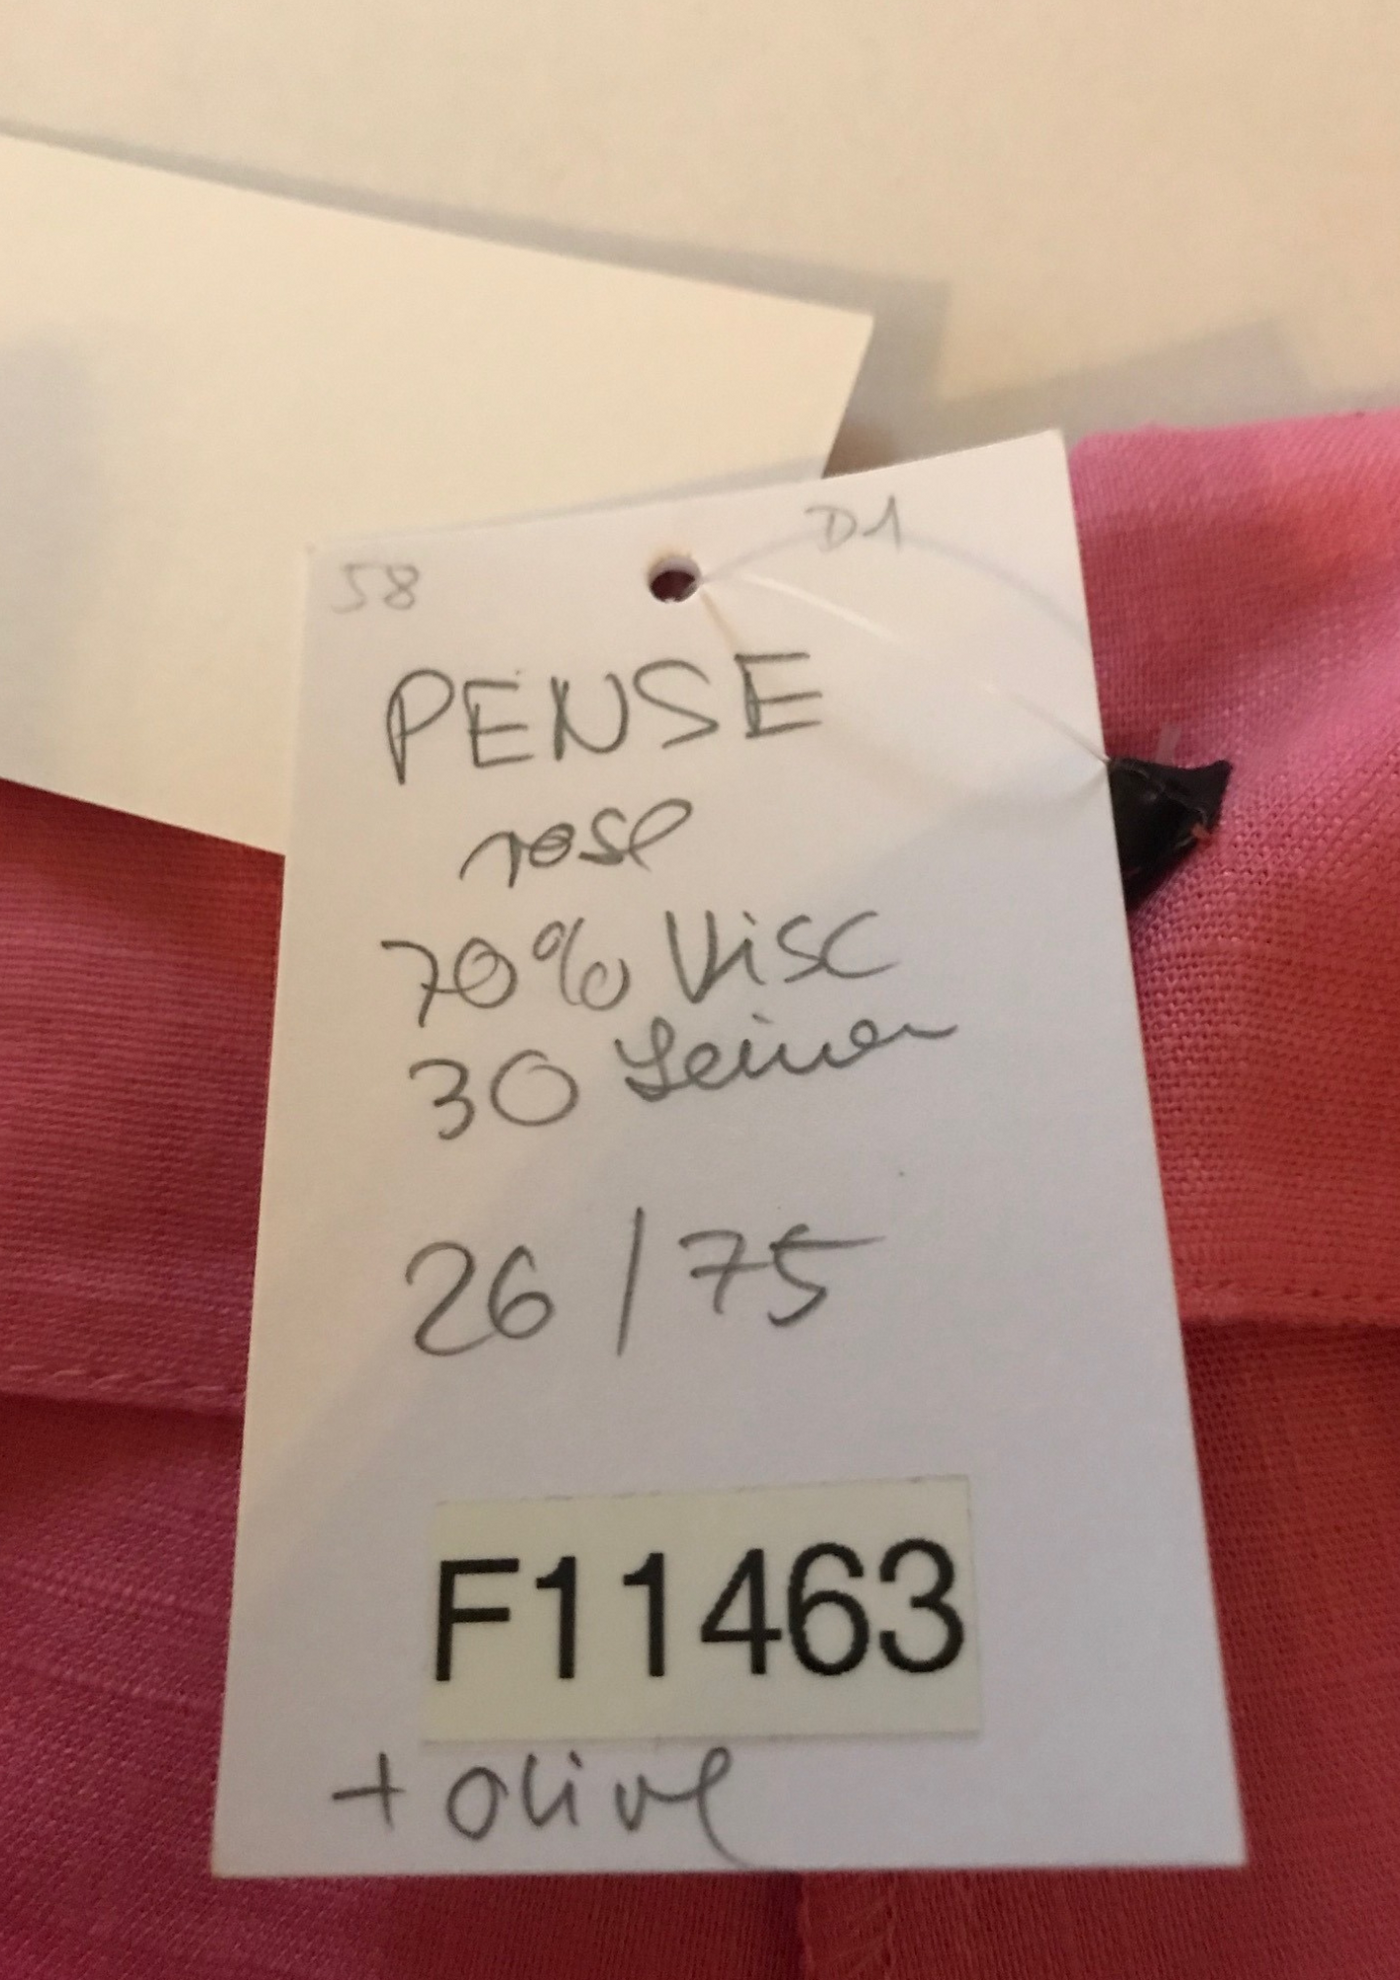 58 D1
PENSE
rose
70% Visc
30 Leinen
26/75
F11463
+ olive